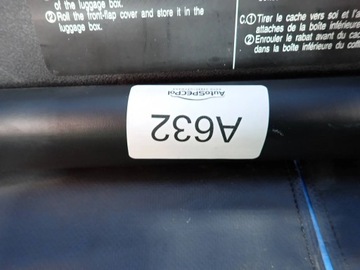 of the luggage box.
② Roll the front-flap cover and store it in the
luggage box.
C.① Tirer le cache vers soi et
attaches de la boîte inférieure
② Enrouler le rabat avant du
dans la boîte inférieure du
AutoSPECPol
A632